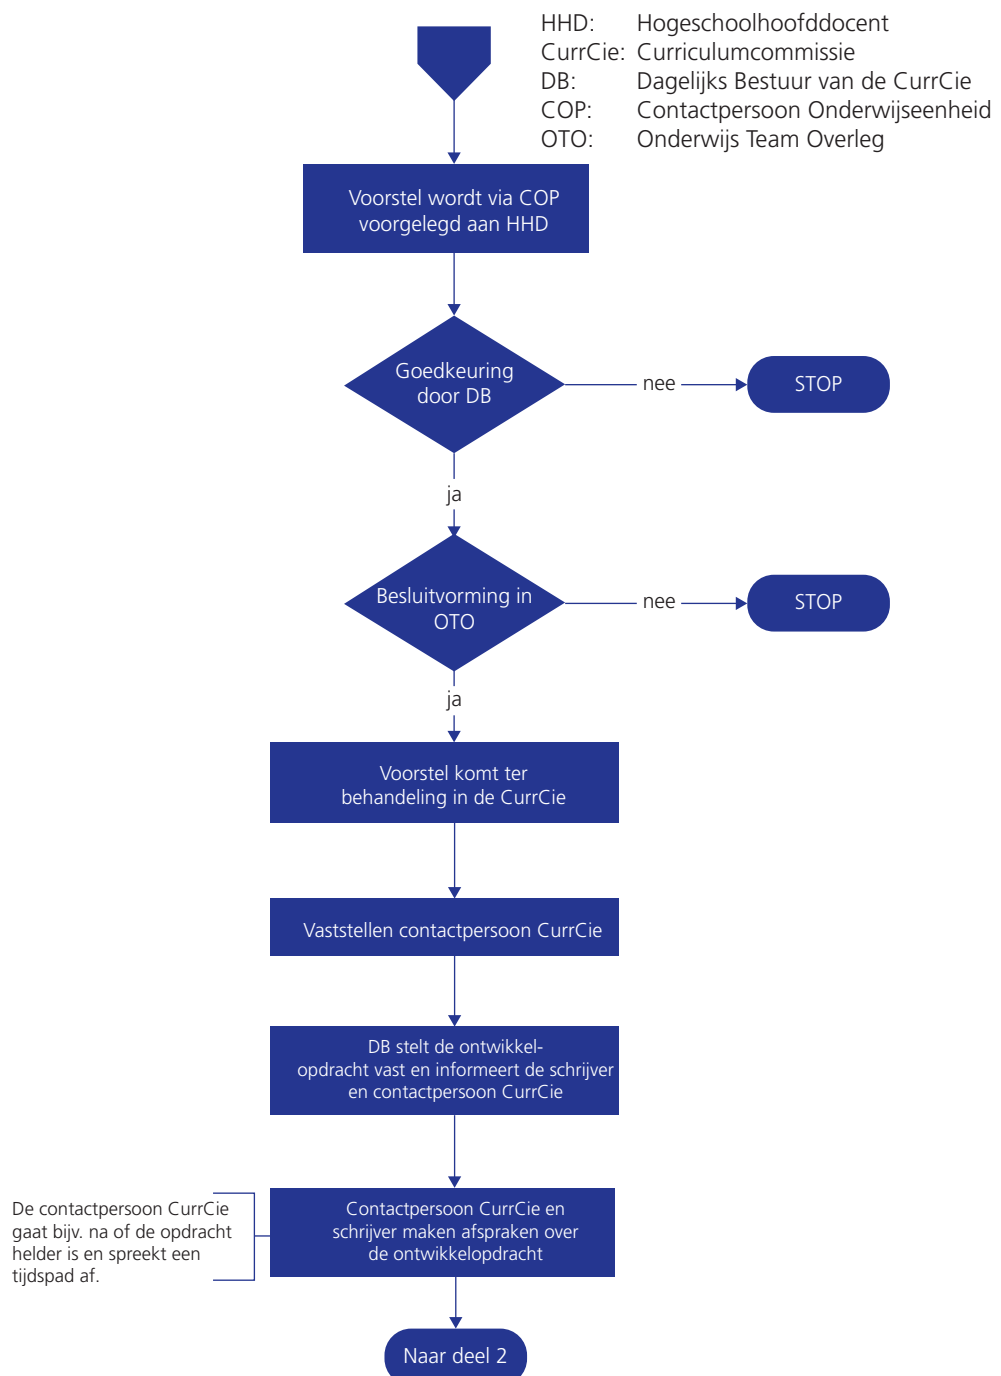 HHD: Hogeschoolhoofddocent
CurrCie: Curriculumcommissie
DB: Dagelijks Bestuur van de CurrCie
COP: Contactpersoon Onderwijseenheid
OTO: Onderwijs Team Overleg
Voorstel wordt via COP
voorgelegd aan HHD
Goedkeuring
door DB
nee
STOP
ja
Besluitvorming in
OTO
nee
STOP
ja
Voorstel komt ter
behandeling in de CurrCie
Vaststellen contactpersoon CurrCie
DB stelt de ontwikkel-
opdracht vast en informeert de schrijver
en contactpersoon CurrCie
De contactpersoon CurrCie
gaat bijv. na of de opdracht
helder is en spreekt een
tijdspad af.
Contactpersoon CurrCie en
schrijver maken afspraken over
de ontwikkelopdracht
Naar deel 2